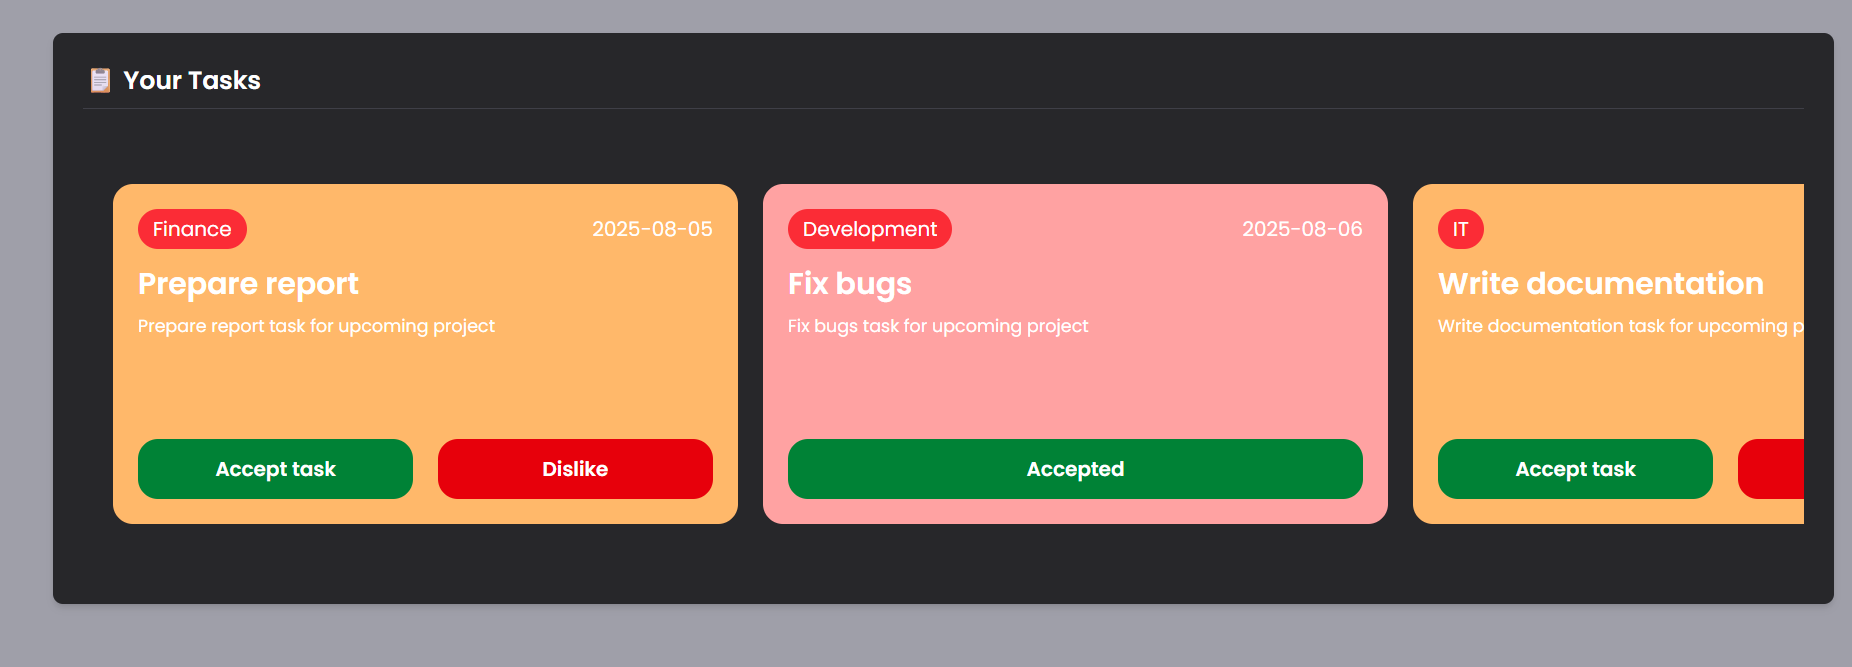 Your Tasks
Finance
2025-08-05
Prepare report
Prepare report task for upcoming project
Accept task
Dislike
Development
2025-08-06
Fix bugs
Fix bugs task for upcoming project
Accepted
IT
Write documentation
Write documentation task for upcoming p
Accept task